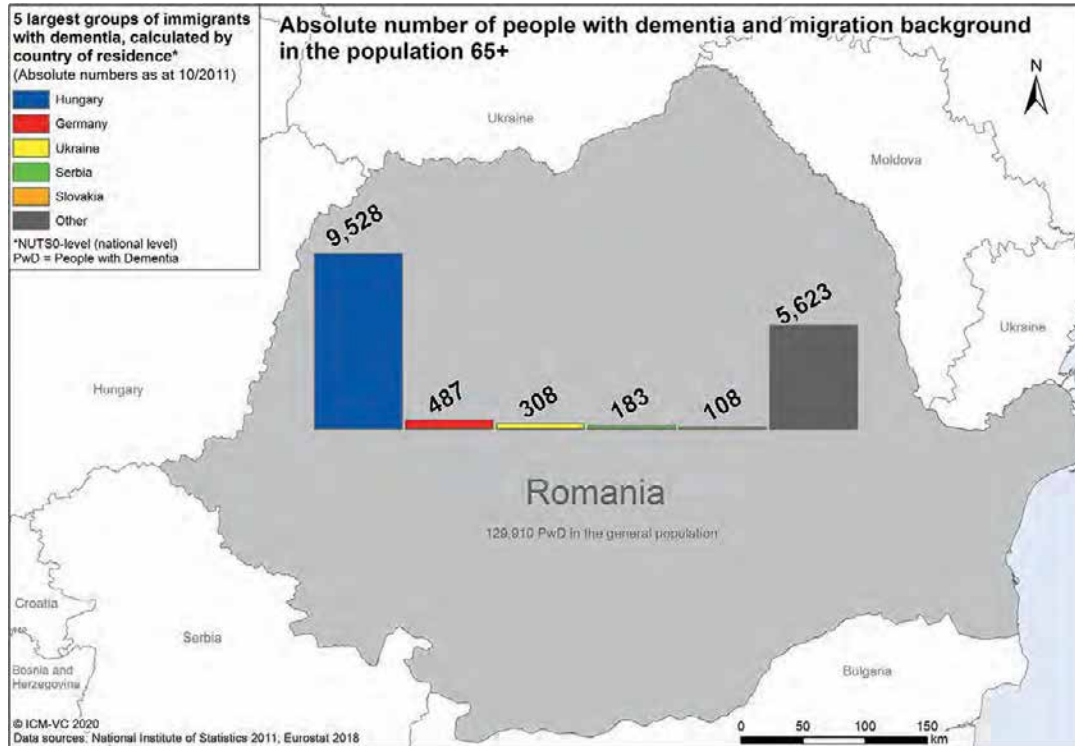 5 largest groups of immigrants
with dementia, calculated by
country of residence*
(Absolute numbers as at 10/2011)
Hungary
Germany
Ukraine
Serbia
Slovakia
Other
*NUTS0-level (national level)
PwD = People with Dementia
Absolute number of people with dementia and migration background
in the population 65+
N
Ukraine
Moldova
Ukraine
Hungary
9,528
487
308
183
108
5,623
Romania
129,910 PwD in the general population
Croatia
Serbia
Bosnia and
Herzegovina
Bulgaria
© ICM-VC 2020
Data sources: National Institute of Statistics 2011; Eurostat 2018
0 50 100 150
km